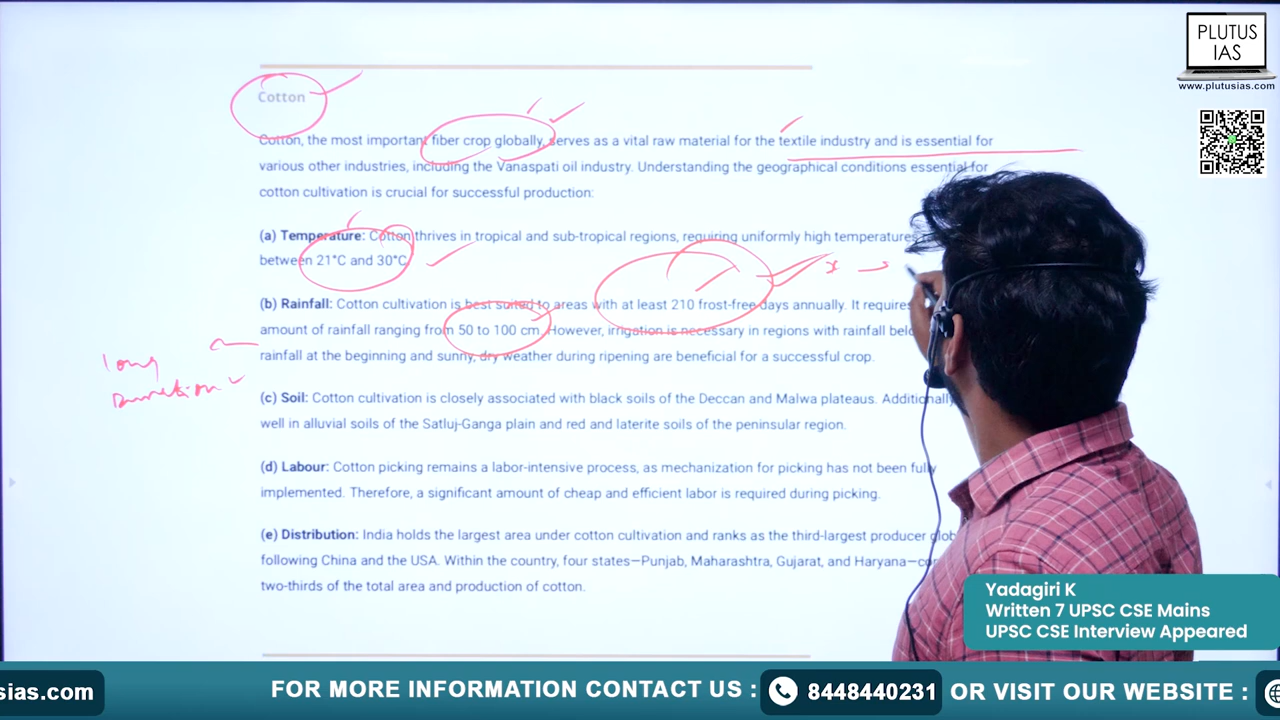 PLUTUS
IAS
www.plutusias.com
Cotton
Cotton, the most important fiber crop globally, serves as a vital raw material for the textile industry and is essential for
various other industries, including the Vanaspati oil industry. Understanding the geographical conditions essential for
cotton cultivation is crucial for successful production:
(a) Temperature: Cotton thrives in tropical and sub-tropical regions, requiring uniformly high temperatures
between 21°C and 30°C.
(b) Rainfall: Cotton cultivation is best suited to areas with at least 210 frost-free days annually. It requires
amount of rainfall ranging from 50 to 100 cm. However, irrigation is necessary in regions with rainfall
rainfall at the beginning and sunny, dry weather during ripening are beneficial for a successful crop.
long
Duration
(c) Soil: Cotton cultivation is closely associated with black soils of the Deccan and Malwa plateaus.
well in alluvial soils of the Satluj-Ganga plain and red and laterite soils of the peninsular region.
(d) Labour: Cotton picking remains a labor-intensive process, as mechanization for picking has not been fully
implemented. Therefore, a significant amount of cheap and efficient labor is required during picking.
(e) Distribution: India holds the largest area under cotton cultivation and ranks as the third-largest producer
following China and the USA. Within the country, four states—Punjab, Maharashtra, Gujarat, and Haryana—
two-thirds of the total area and production of cotton.
Yadagiri K
Written 7 UPSC CSE Mains
UPSC CSE Interview Appeared
sias.com FOR MORE INFORMATION CONTACT US : 8448440231 OR VISIT OUR WEBSITE :